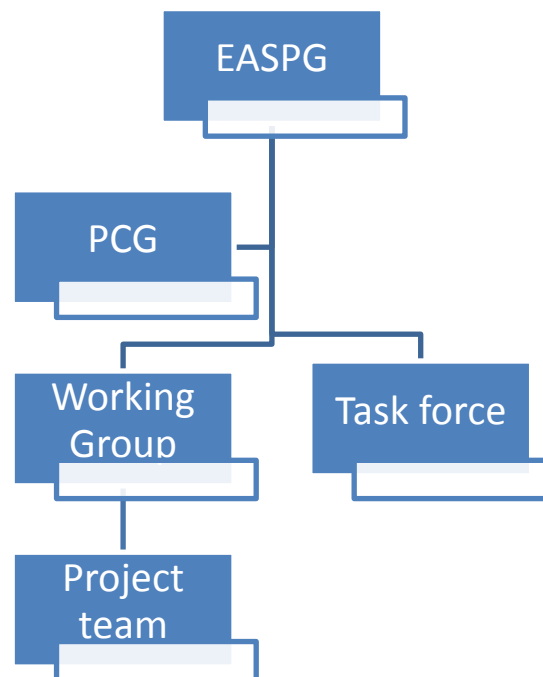 EASPG
PCG
Working
Group
Task force
Project
team